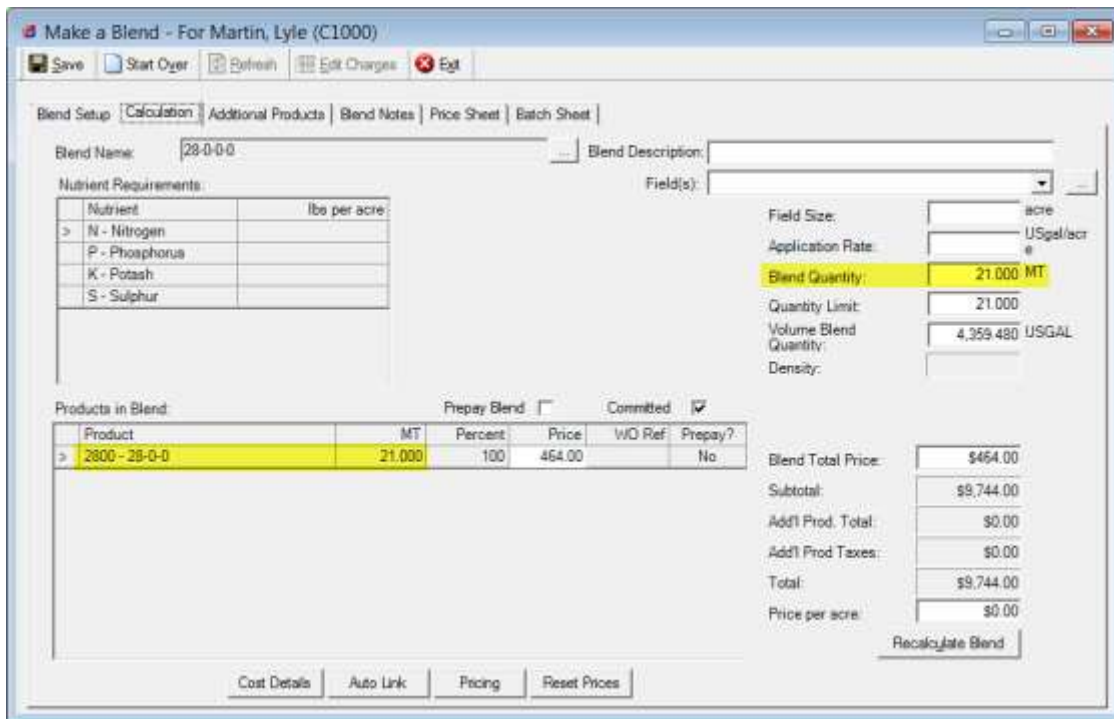 Make a Blend - For Martin, Lyle (C1000)
Save Start Over Refresh Edit Charges Exit
Blend Setup Calculation Additional Products Blend Notes Price Sheet Batch Sheet
Blend Name: 28-0-0-0 ... Blend Description:
Nutrient Requirements: Field(s): ...
Nutrient lbs per acre
> N - Nitrogen
P - Phosphorus
K - Potash
S - Sulphur
Field Size: acre
Application Rate: USgal/acre
Blend Quantity: 21.000 MT
Quantity Limit: 21.000
Volume Blend Quantity: 4,359.480 USGAL
Density:
Products in Blend: Prepay Blend Committed
Product MT Percent Price WO Ref Prepay?
> 2800 - 28-0-0 21.000 100 464.00 No
Blend Total Price: $464.00
Subtotal: $9,744.00
Add'l Prod. Total: $0.00
Add'l Prod Taxes: $0.00
Total: $9,744.00
Price per acre: $0.00
Recalculate Blend
Cost Details Auto Link Pricing Reset Prices